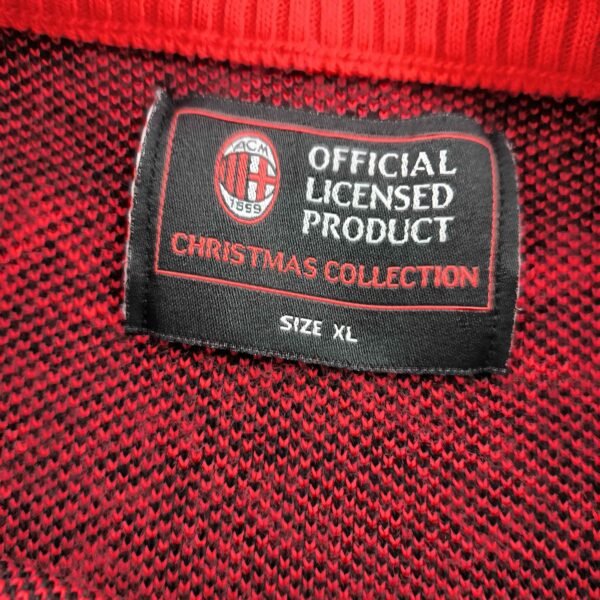 ACM
1899
OFFICIAL
LICENSED
PRODUCT
CHRISTMAS COLLECTION
SIZE XL